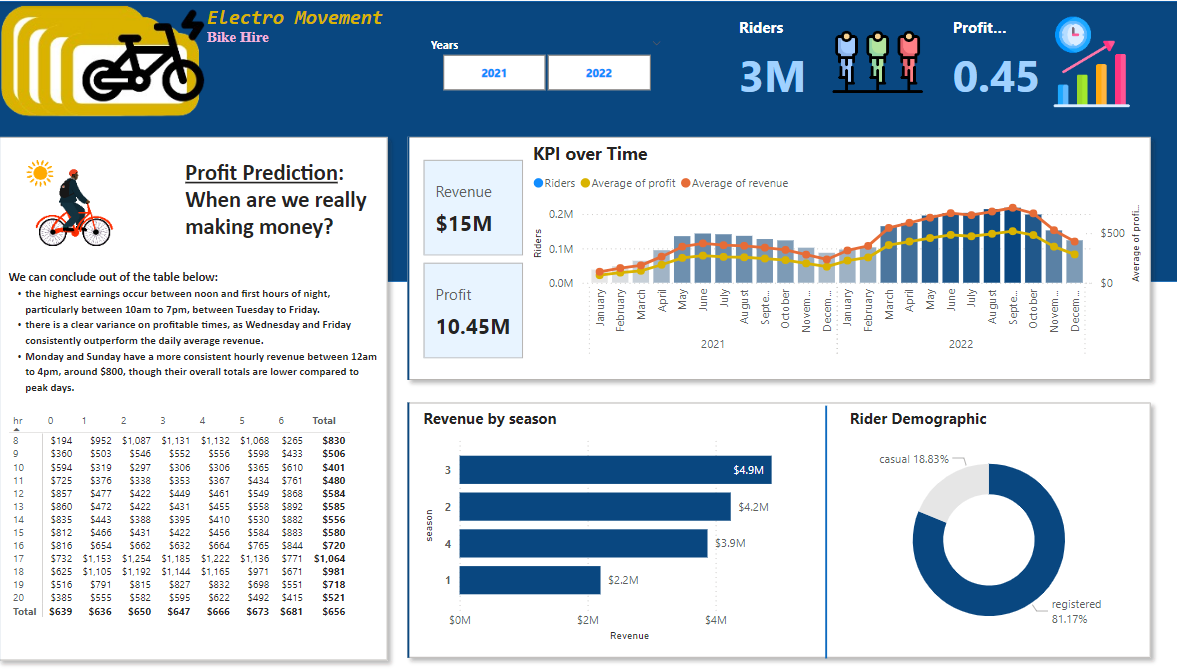 Electro Movement
Bike Hire
Years
2021
2022
Riders
3M
Profit...
0.45
Profit Prediction:
When are we really
making money?
We can conclude out of the table below:
• the highest earnings occur between noon and first hours of night,
particularly between 10am to 7pm, between Tuesday to Friday.
• there is a clear variance on profitable times, as Wednesday and Friday
consistently outperform the daily average revenue.
• Monday and Sunday have a more consistent hourly revenue between 12am
to 4pm, around $800, though their overall totals are lower compared to
peak days.
hr 0 1 2 3 4 5 6 Total
8 $194 $952 $1,087 $1,131 $1,132 $1,068 $265 $830
9 $360 $503 $546 $552 $556 $598 $433 $506
10 $594 $319 $297 $306 $306 $365 $610 $401
11 $725 $376 $338 $353 $367 $434 $761 $480
12 $857 $477 $422 $449 $461 $549 $868 $584
13 $860 $472 $422 $431 $455 $558 $892 $585
14 $835 $443 $388 $395 $410 $530 $882 $556
15 $812 $466 $431 $422 $456 $584 $883 $580
16 $816 $654 $662 $632 $664 $765 $844 $720
17 $732 $1,153 $1,254 $1,185 $1,222 $1,136 $771 $1,064
18 $625 $1,105 $1,192 $1,144 $1,165 $971 $671 $981
19 $516 $791 $815 $827 $832 $698 $551 $718
20 $385 $555 $582 $595 $622 $492 $415 $521
Total $639 $636 $650 $647 $666 $673 $681 $656
Revenue
$15M
Profit
10.45M
KPI over Time
Riders Average of profit Average of revenue
0.2M
0.1M
0.0M
Riders
$500
$0
Average of profi...
January February March April May June July August Septe... October Novem... Decem... January February March April May June July August Septe... October Novem... Decem...
2021 2022
Revenue by season
season
3 $4.9M
2 $4.2M
4 $3.9M
1 $2.2M
$0M $2M $4M
Revenue
Rider Demographic
casual 18.83%
registered
81.17%